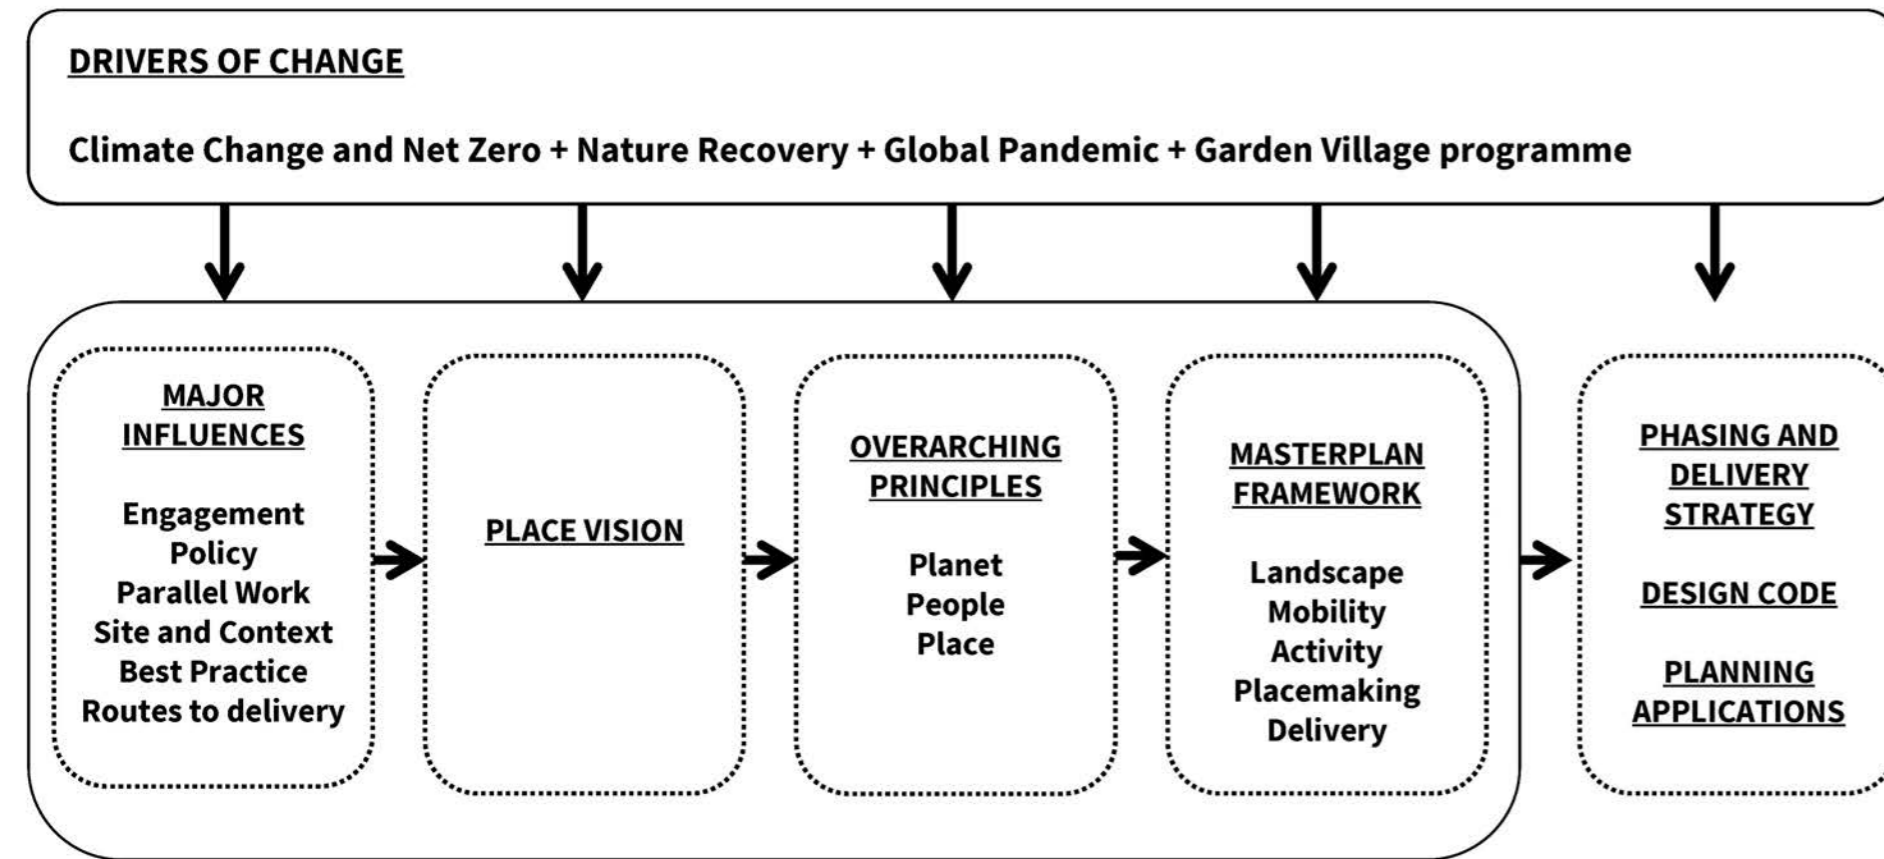 DRIVERS OF CHANGE
Climate Change and Net Zero + Nature Recovery + Global Pandemic + Garden Village programme
MAJOR
INFLUENCES
Engagement
Policy
Parallel Work
Site and Context
Best Practice
Routes to delivery
PLACE VISION
OVERARCHING
PRINCIPLES
Planet
People
Place
MASTERPLAN
FRAMEWORK
Landscape
Mobility
Activity
Placemaking
Delivery
PHASING AND
DELIVERY
STRATEGY
DESIGN CODE
PLANNING
APPLICATIONS